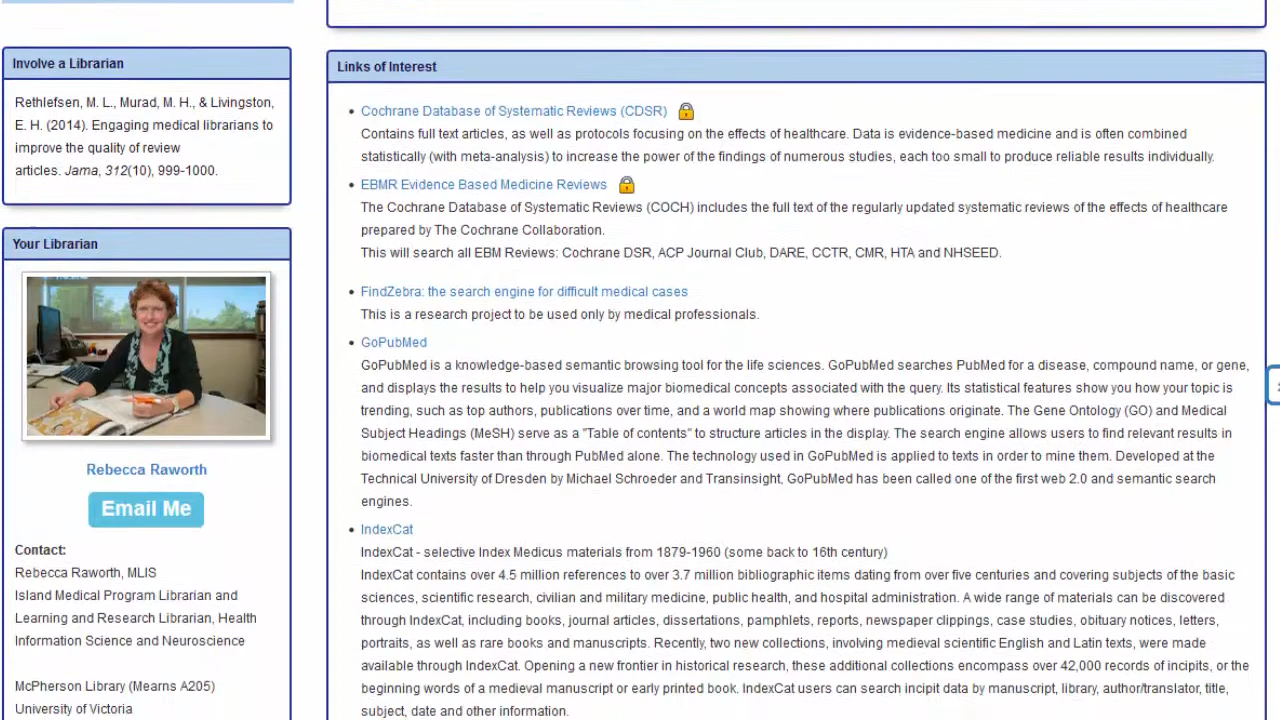 Involve a Librarian
Rethlefsen, M. L., Murad, M. H., & Livingston,
E. H. (2014). Engaging medical librarians to
improve the quality of review
articles. Jama, 312(10), 999-1000.
Your Librarian
Rebecca Raworth
Email Me
Contact:
Rebecca Raworth, MLIS
Island Medical Program Librarian and
Learning and Research Librarian, Health
Information Science and Neuroscience
McPherson Library (Mearns A205)
University of Victoria
Links of Interest
• Cochrane Database of Systematic Reviews (CDSR)
Contains full text articles, as well as protocols focusing on the effects of healthcare. Data is evidence-based medicine and is often combined
statistically (with meta-analysis) to increase the power of the findings of numerous studies, each too small to produce reliable results individually.
• EBMR Evidence Based Medicine Reviews
The Cochrane Database of Systematic Reviews (COCH) includes the full text of the regularly updated systematic reviews of the effects of healthcare
prepared by The Cochrane Collaboration.
This will search all EBM Reviews: Cochrane DSR, ACP Journal Club, DARE, CCTR, CMR, HTA and NHSEED.
• FindZebra: the search engine for difficult medical cases
This is a research project to be used only by medical professionals.
• GoPubMed
GoPubMed is a knowledge-based semantic browsing tool for the life sciences. GoPubMed searches PubMed for a disease, compound name, or gene,
and displays the results to help you visualize major biomedical concepts associated with the query. Its statistical features show you how your topic is
trending, such as top authors, publications over time, and a world map showing where publications originate. The Gene Ontology (GO) and Medical
Subject Headings (MeSH) serve as a "Table of contents" to structure articles in the display. The search engine allows users to find relevant results in
biomedical texts faster than through PubMed alone. The technology used in GoPubMed is applied to texts in order to mine them. Developed at the
Technical University of Dresden by Michael Schroeder and Transinsight, GoPubMed has been called one of the first web 2.0 and semantic search
engines.
• IndexCat
IndexCat - selective Index Medicus materials from 1879-1960 (some back to 16th century)
IndexCat contains over 4.5 million references to over 3.7 million bibliographic items dating from over five centuries and covering subjects of the basic
sciences, scientific research, civilian and military medicine, public health, and hospital administration. A wide range of materials can be discovered
through IndexCat, including books, journal articles, dissertations, pamphlets, reports, newspaper clippings, case studies, obituary notices, letters,
portraits, as well as rare books and manuscripts. Recently, two new collections, involving medieval scientific English and Latin texts, were made
available through IndexCat. Opening a new frontier in historical research, these additional collections encompass over 42,000 records of incipits, or the
beginning words of a medieval manuscript or early printed book. IndexCat users can search incipit data by manuscript, library, author/translator, title,
subject, date and other information.